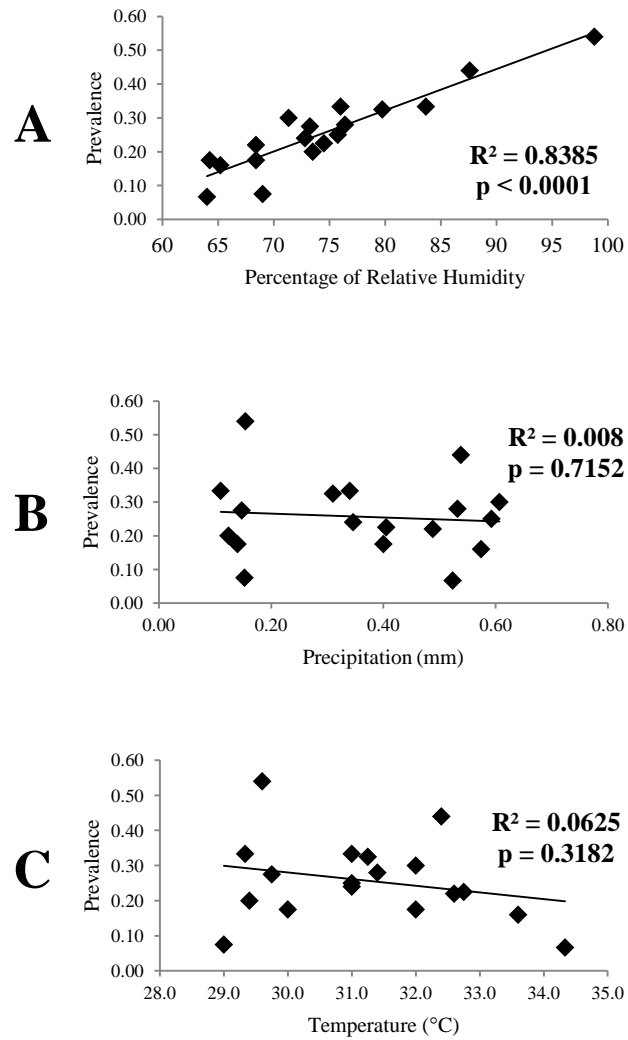 A
Prevalence
0.60
0.50
0.40
0.30
0.20
0.10
0.00
R² = 0.8385
p < 0.0001
60 65 70 75 80 85 90 95 100
Percentage of Relative Humidity
B
Prevalence
0.60
0.50
0.40
0.30
0.20
0.10
0.00
R² = 0.008
p = 0.7152
0.00 0.20 0.40 0.60 0.80
Precipitation (mm)
C
Prevalence
0.60
0.50
0.40
0.30
0.20
0.10
0.00
R² = 0.0625
p = 0.3182
28.0 29.0 30.0 31.0 32.0 33.0 34.0 35.0
Temperature (°C)